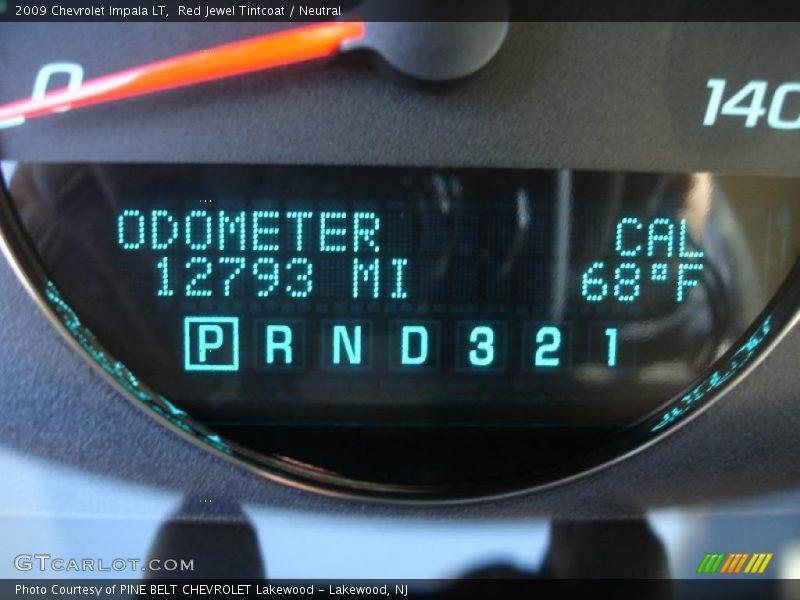 2009 Chevrolet Impala LT, Red Jewel Tintcoat / Neutral
0
140
ODOMETER CAL
12793 MI 68°F
P R N D 3 2 1
GTCARLOT.COM
Photo Courtesy of PINE BELT CHEVROLET Lakewood - Lakewood, NJ